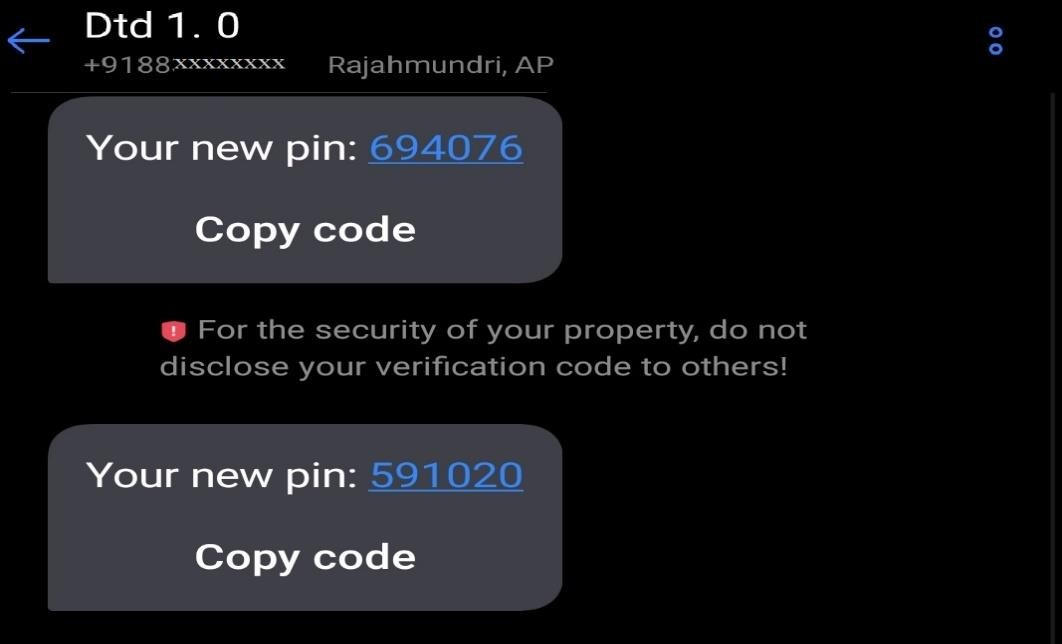 Dtd 1. 0
+9188xxxxxxxx Rajahmundri, AP
Your new pin: 694076
Copy code
For the security of your property, do not
disclose your verification code to others!
Your new pin: 591020
Copy code